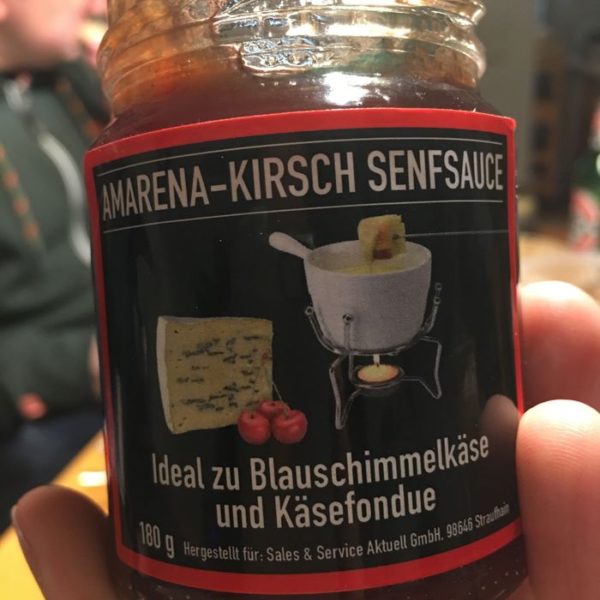 AMARENA-KIRSCH SENFSAUCE
Ideal zu Blauschimmelkäse
und Käsefondue
180 g Hergestellt für: Sales & Service Aktuell GmbH, 98646 Straufhain